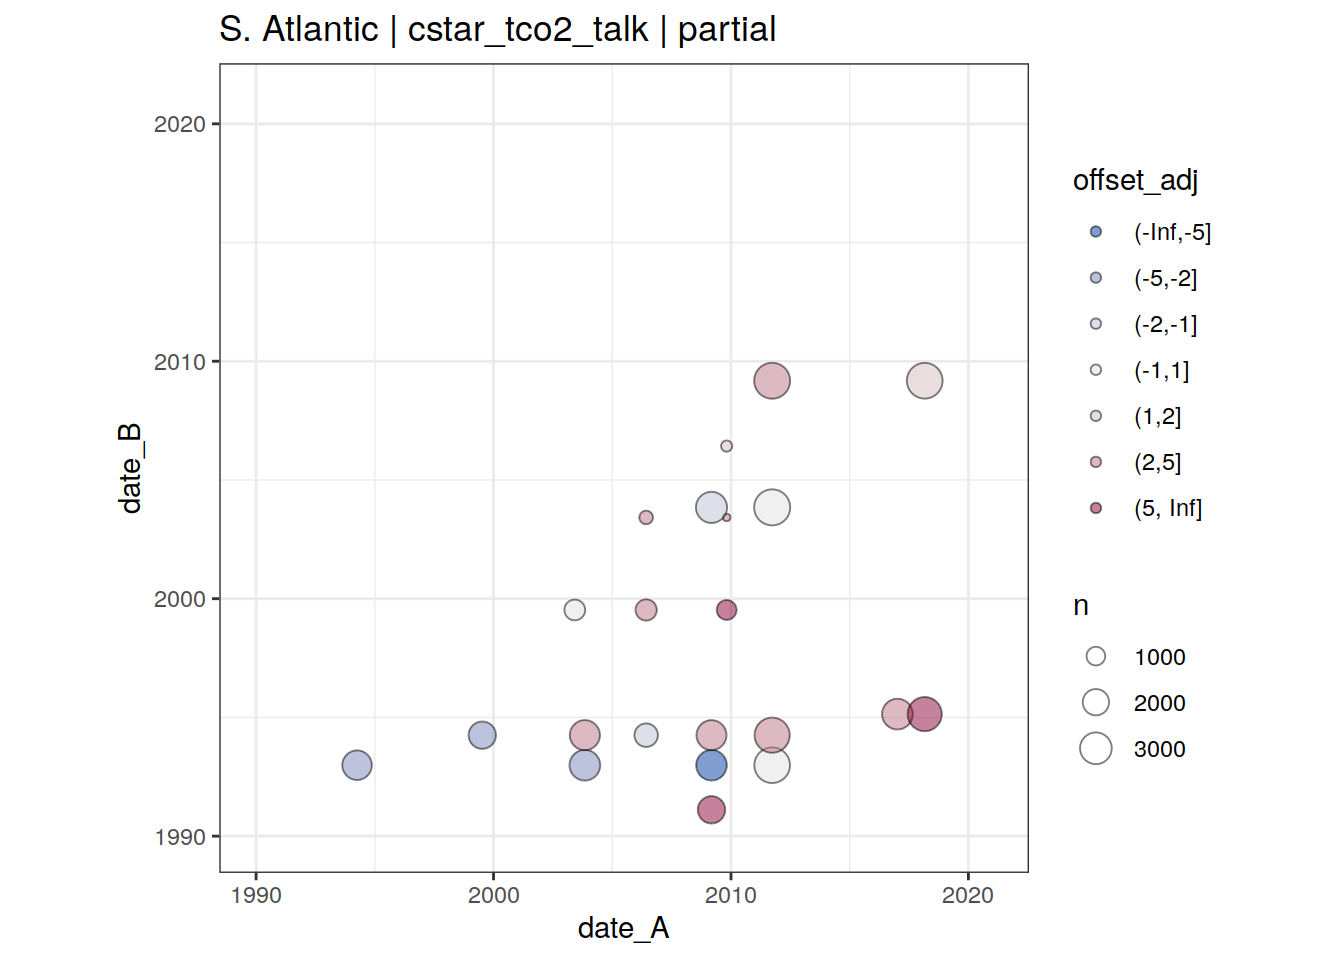 S. Atlantic | cstar_tco2_talk | partial
2020
2010
2000
1990
date_B
1990
2000
2010
2020
date_A
offset_adj
(-Inf,-5]
(-5,-2]
(-2,-1]
(-1,1]
(1,2]
(2,5]
(5, Inf]
n
1000
2000
3000